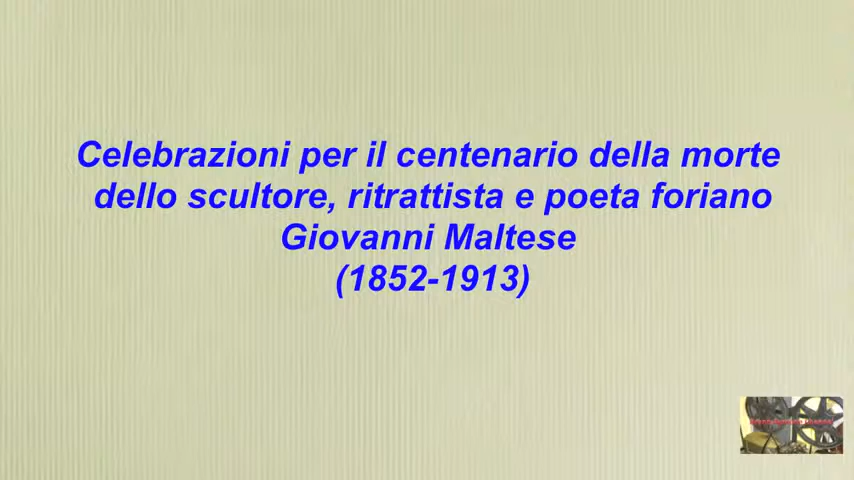 Celebrazioni per il centenario della morte
dello scultore, ritrattista e poeta foriano
Giovanni Maltese
(1852-1913)